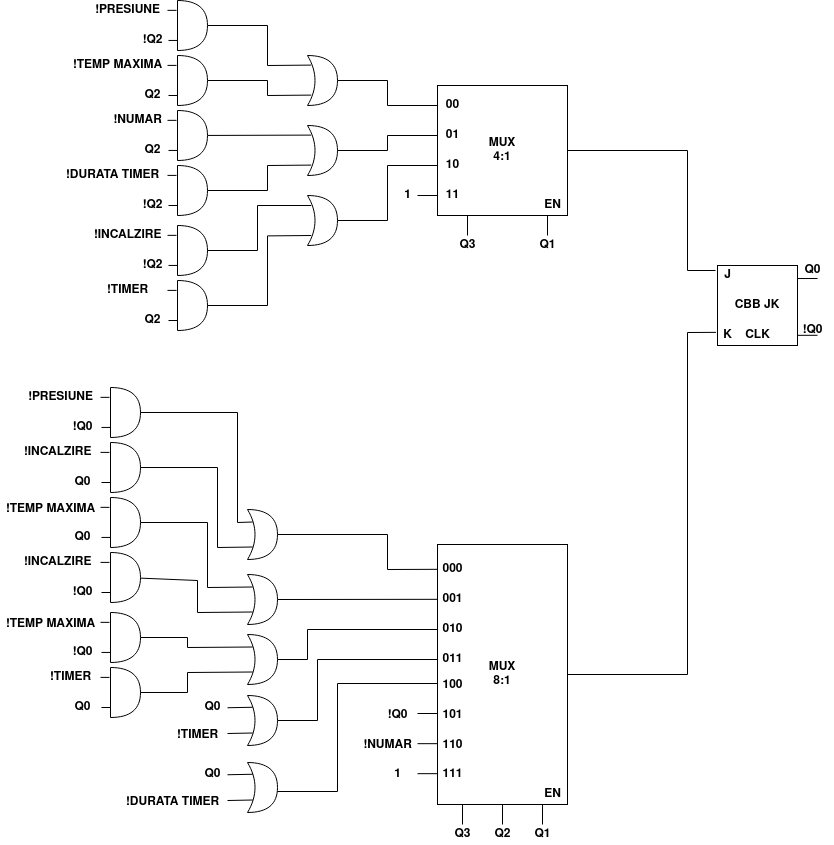 !PRESIUNE
!Q2
!TEMP MAXIMA
Q2
!NUMAR
Q2
!DURATA TIMER
!Q2
!INCALZIRE
!Q2
!TIMER
Q2
00
01
10
1
11
MUX
4:1
EN
Q3
Q1
J
Q0
CBB JK
K
CLK
!Q0
!PRESIUNE
!Q0
!INCALZIRE
Q0
!TEMP MAXIMA
Q0
!INCALZIRE
!Q0
!TEMP MAXIMA
!Q0
!TIMER
Q0
Q0
!TIMER
Q0
!DURATA TIMER
000
001
010
011
100
!Q0
101
!NUMAR
110
1
111
MUX
8:1
EN
Q3
Q2
Q1